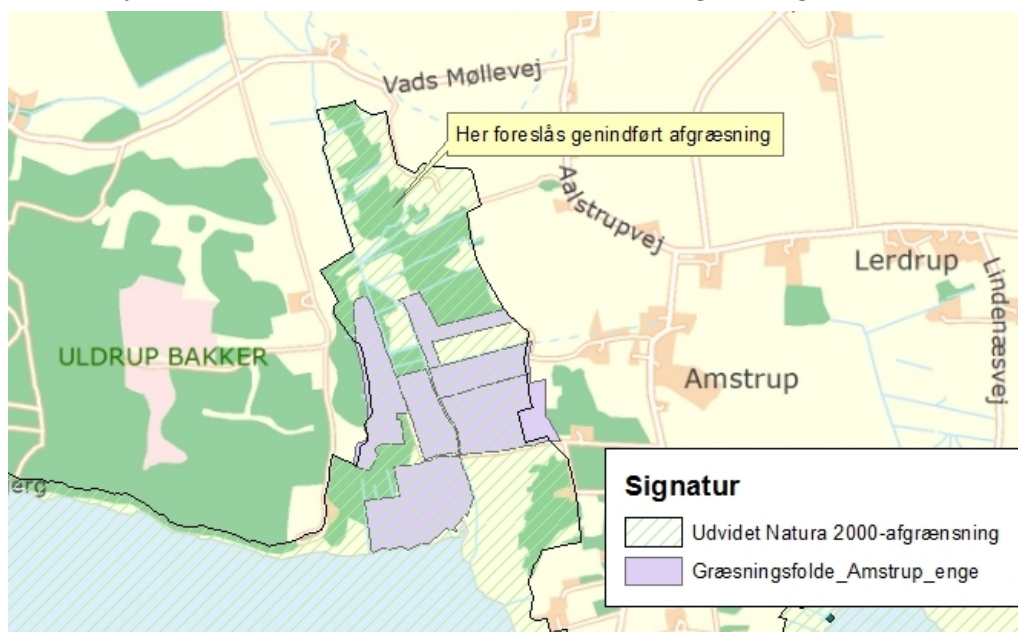 Vads Møllevej
Her foreslås genindført afgræsning
Aalstrupvej
Lerdrup
Lindenæsvej
ULDRUP BAKKER
Amstrup
erg
Signatur
Udvidet Natura 2000-afgrænsning
Græsningsfolde_Amstrup_enge